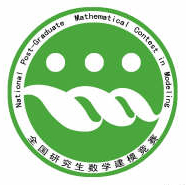 National Post-Graduate Mathematical Contest in Modeling
全国研究生数学建模竞赛